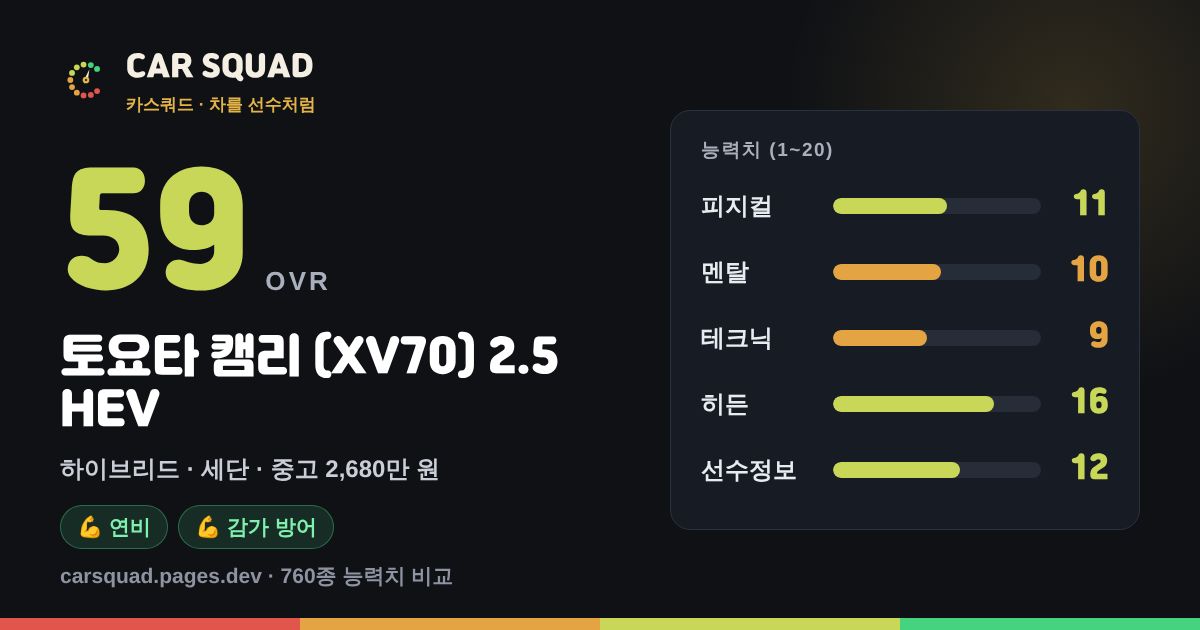 CAR SQUAD
카스쿼드 · 차를 선수처럼
59 OVR
토요타 캠리 (XV70) 2.5
HEV
하이브리드 · 세단 · 중고 2,680만 원
💪 연비 💪 감가 방어
carsquad.pages.dev · 760종 능력치 비교
능력치 (1~20)
피지컬 11
멘탈 10
테크닉 9
히든 16
선수정보 12